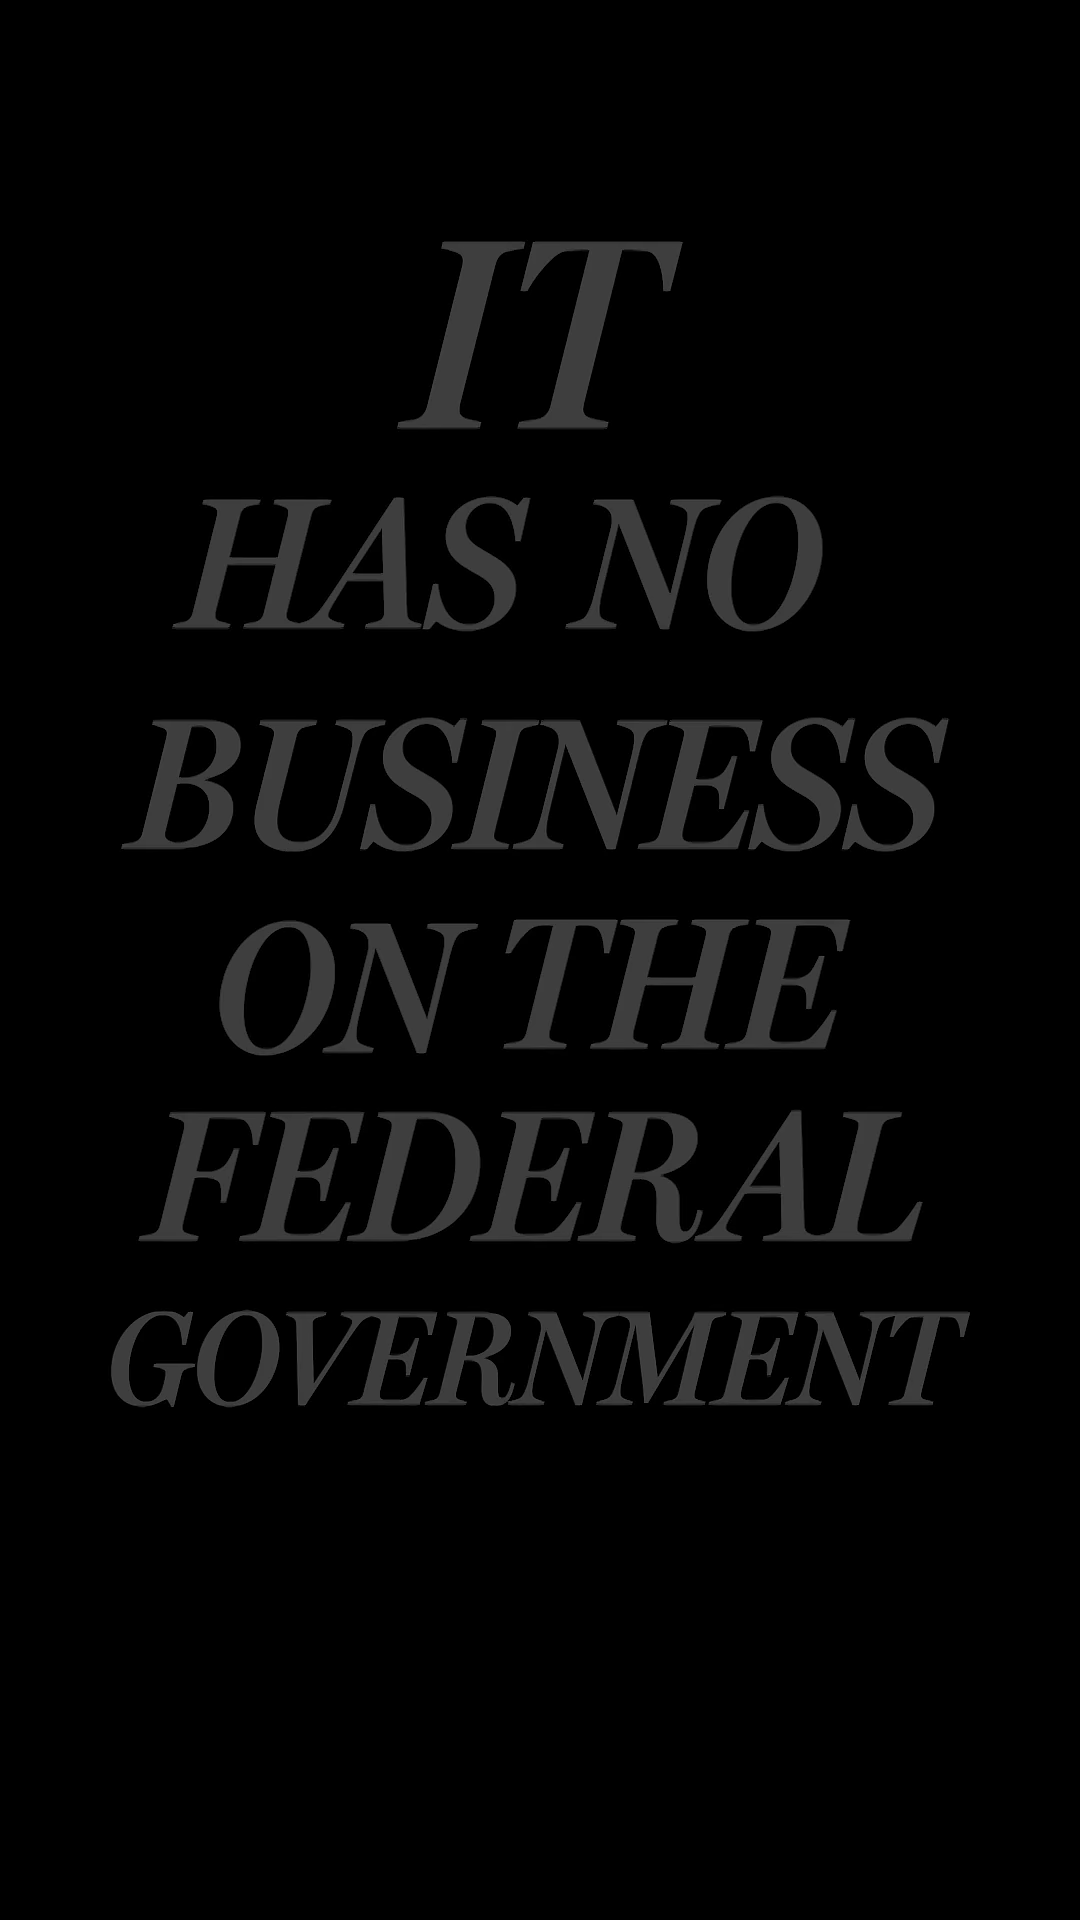 IT
HAS NO
BUSINESS
ON THE
FEDERAL
GOVERNMENT